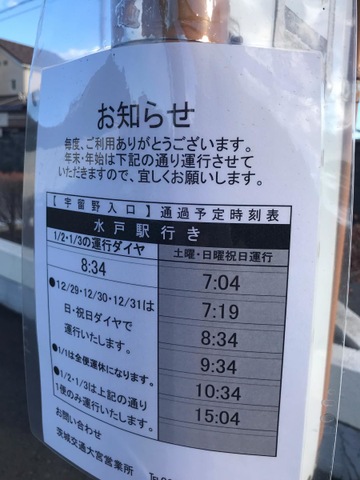 お知らせ
毎度、ご利用ありがとうございます。
年末・年始は下記の通り運行させて
いただきますので、宜しくお願いします。
【宇留野入口】通過予定時刻表
水戸駅行き
1/2・1/3の運行ダイヤ
土曜・日曜祝日運行
8:34
7:04
7:19
8:34
9:34
10:34
15:04
●12/29・12/30・12/31は
日・祝日ダイヤで
運行いたします。
●1/1は全便運休になります。
●1/2・1/3は上記の通り
1便のみ運行いたします。
お問い合わせ
茨城交通大宮営業所